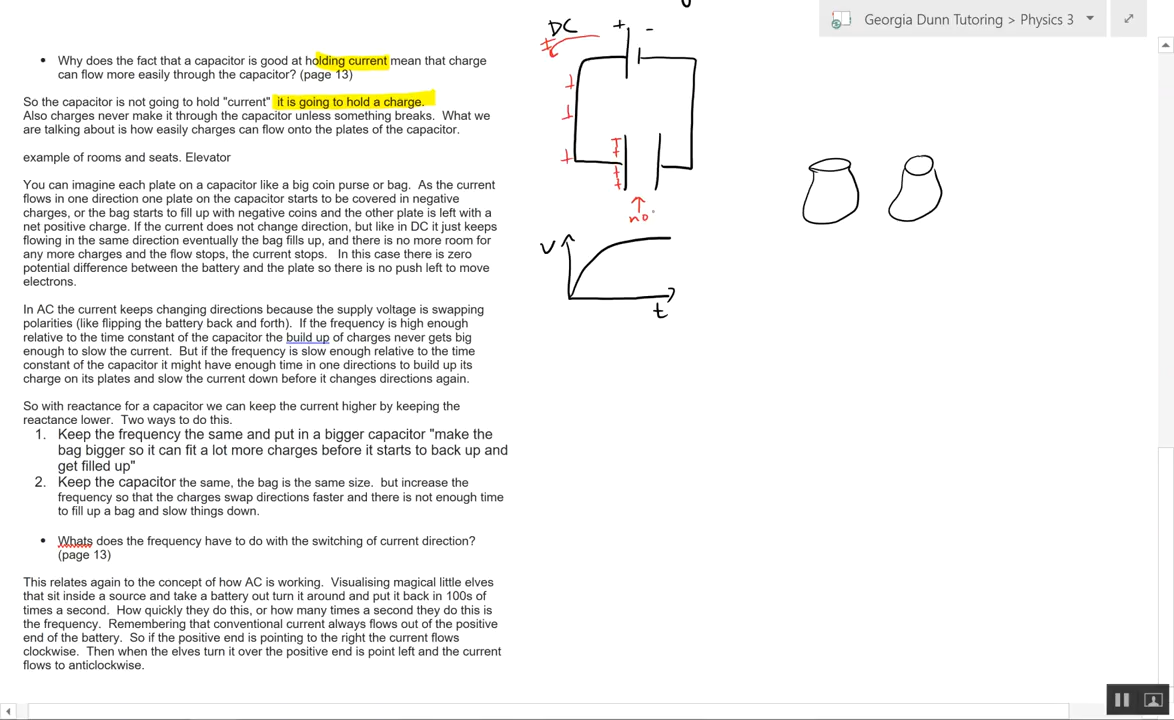 Georgia Dunn Tutoring > Physics 3
DC
+ -
• Why does the fact that a capacitor is good at holding current mean that charge
can flow more easily through the capacitor? (page 13)
So the capacitor is not going to hold "current" it is going to hold a charge.
Also charges never make it through the capacitor unless something breaks. What we
are talking about is how easily charges can flow onto the plates of the capacitor.
example of rooms and seats. Elevator
You can imagine each plate on a capacitor like a big coin purse or bag. As the current
flows in one direction one plate on the capacitor starts to be covered in negative
charges, or the bag starts to fill up with negative coins and the other plate is left with a
net positive charge. If the current does not change direction, but like in DC it just keeps
flowing in the same direction eventually the bag fills up, and there is no more room for
any more charges and the flow stops, the current stops. In this case there is zero
potential difference between the battery and the plate so there is no push left to move
electrons.
In AC the current keeps changing directions because the supply voltage is swapping
polarities (like flipping the battery back and forth). If the frequency is high enough
relative to the time constant of the capacitor the build up of charges never gets big
enough to slow the current. But if the frequency is slow enough relative to the time
constant of the capacitor it might have enough time in one directions to build up its
charge on its plates and slow the current down before it changes directions again.
So with reactance for a capacitor we can keep the current higher by keeping the
reactance lower. Two ways to do this.
1. Keep the frequency the same and put in a bigger capacitor "make the
bag bigger so it can fit a lot more charges before it starts to back up and
get filled up"
2. Keep the capacitor the same, the bag is the same size. but increase the
frequency so that the charges swap directions faster and there is not enough time
to fill up a bag and slow things down.
• Whats does the frequency have to do with the switching of current direction?
(page 13)
This relates again to the concept of how AC is working. Visualising magical little elves
that sit inside a source and take a battery out turn it around and put it back in 100s of
times a second. How quickly they do this, or how many times a second they do this is
the frequency. Remembering that conventional current always flows out of the positive
end of the battery. So if the positive end is pointing to the right the current flows
clockwise. Then when the elves turn it over the positive end is point left and the current
flows to anticlockwise.
+
+
+
+
+
+
+
+
no.
V
t